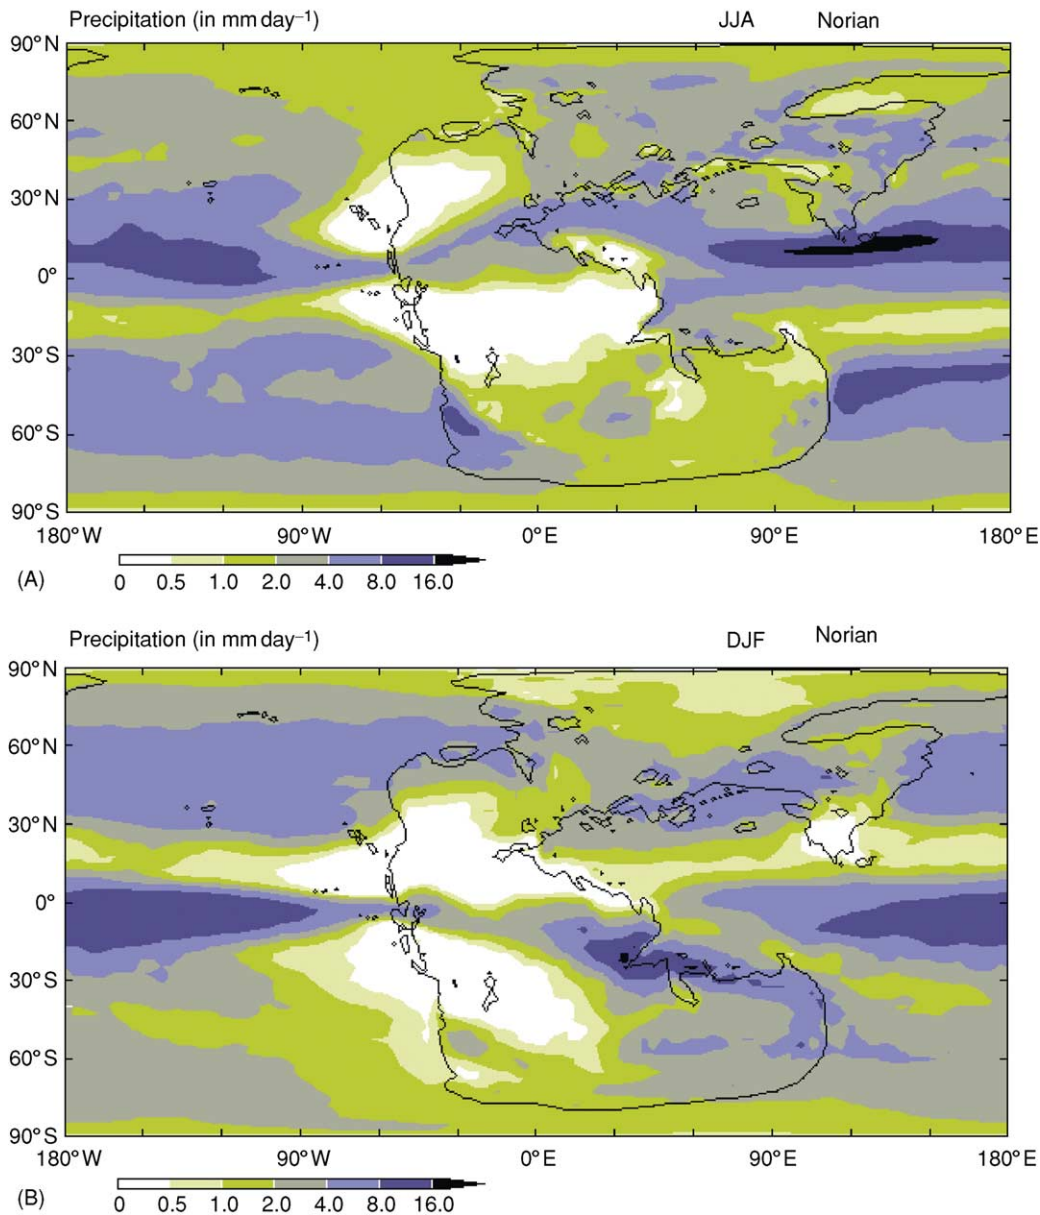 Precipitation (in mm day⁻¹) JJA Norian
90°N
60°N
30°N
0°
30°S
60°S
90°S
180°W 90°W 0°E 90°E 180°E
(A) 0 0.5 1.0 2.0 4.0 8.0 16.0
Precipitation (in mm day⁻¹) DJF Norian
90°N
60°N
30°N
0°
30°S
60°S
90°S
180°W 90°W 0°E 90°E 180°E
(B) 0 0.5 1.0 2.0 4.0 8.0 16.0